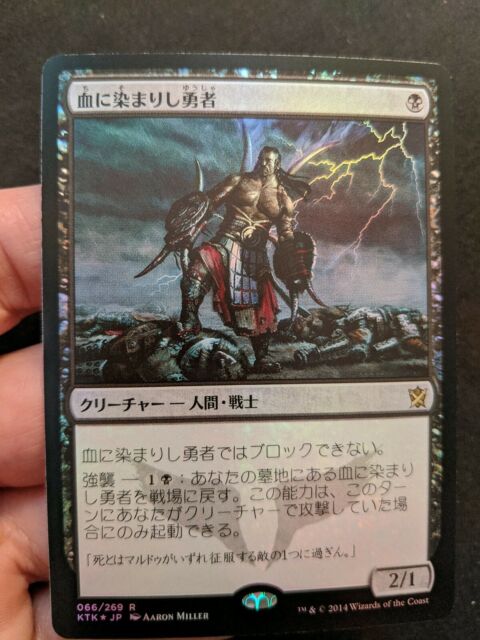 血に染まりし勇者
クリーチャー — 人間・戦士
血に染まりし勇者ではブロックできない。
強襲 — 1 : あなたの墓地にある血に染まり
し勇者を戦場に戻す。この能力は、このター
ンにあなたがクリーチャーで攻撃していた場
合にのみ起動できる。
「死とはマルドゥがいずれ征服する敵の1つに過ぎん。」
2/1
066/269 R
KTK ★ JP AARON MILLER
™ & © 2014 Wizards of the Coast